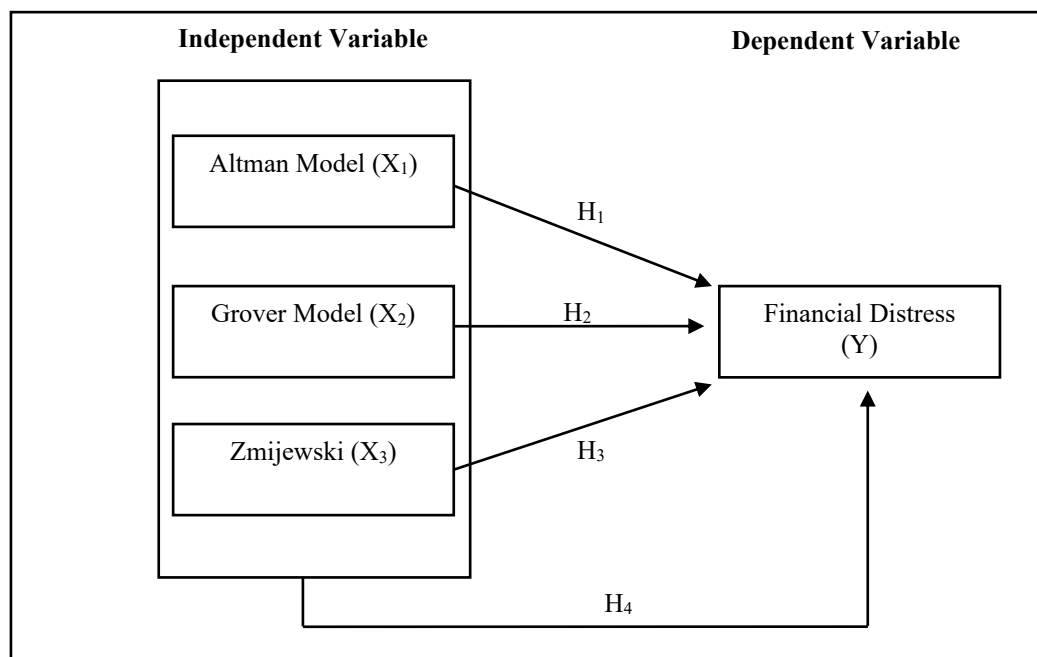 Independent Variable
Dependent Variable
Altman Model (X₁)
H₁
Grover Model (X₂)
H₂
Financial Distress
(Y)
Zmijewski (X₃)
H₃
H₄